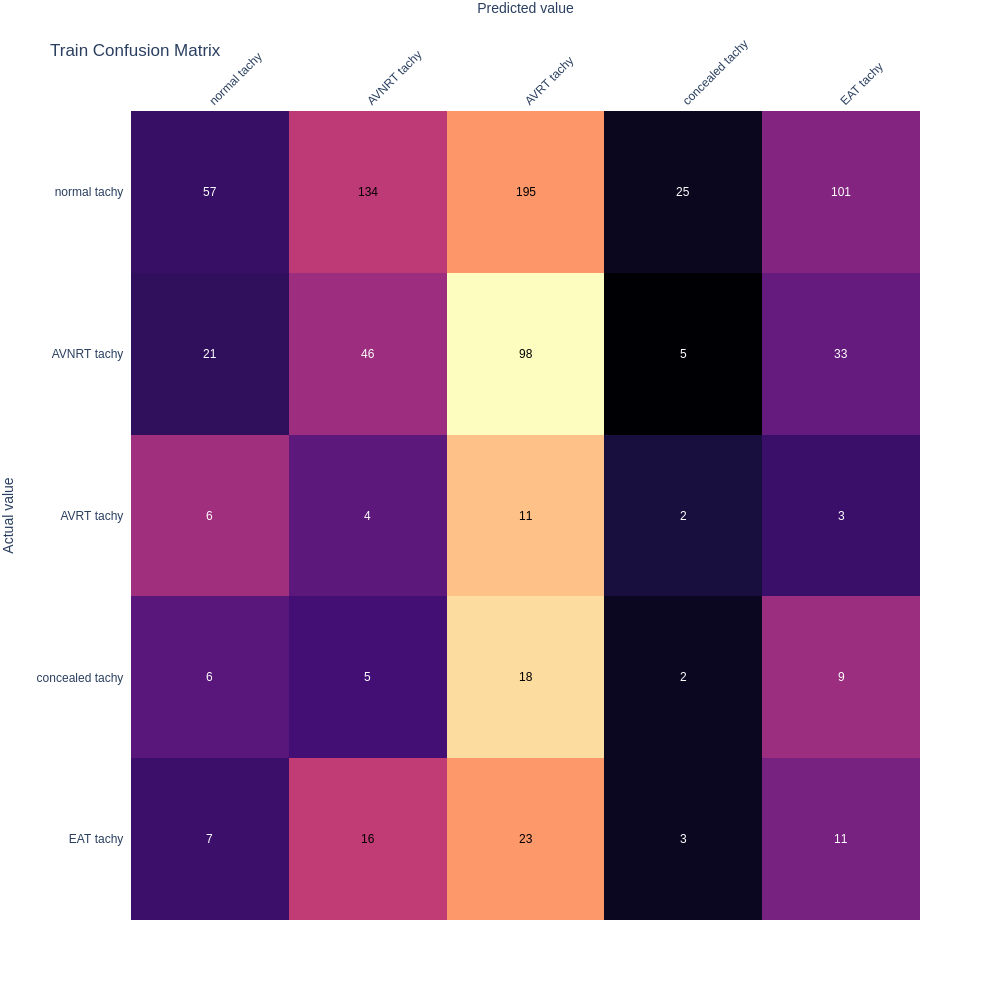 Predicted value
Train Confusion Matrix
normal tachy AVNRT tachy AVRT tachy concealed tachy EAT tachy
normal tachy 57 134 195 25 101
AVNRT tachy 21 46 98 5 33
AVRT tachy 6 4 11 2 3
concealed tachy 6 5 18 2 9
EAT tachy 7 16 23 3 11
Actual value